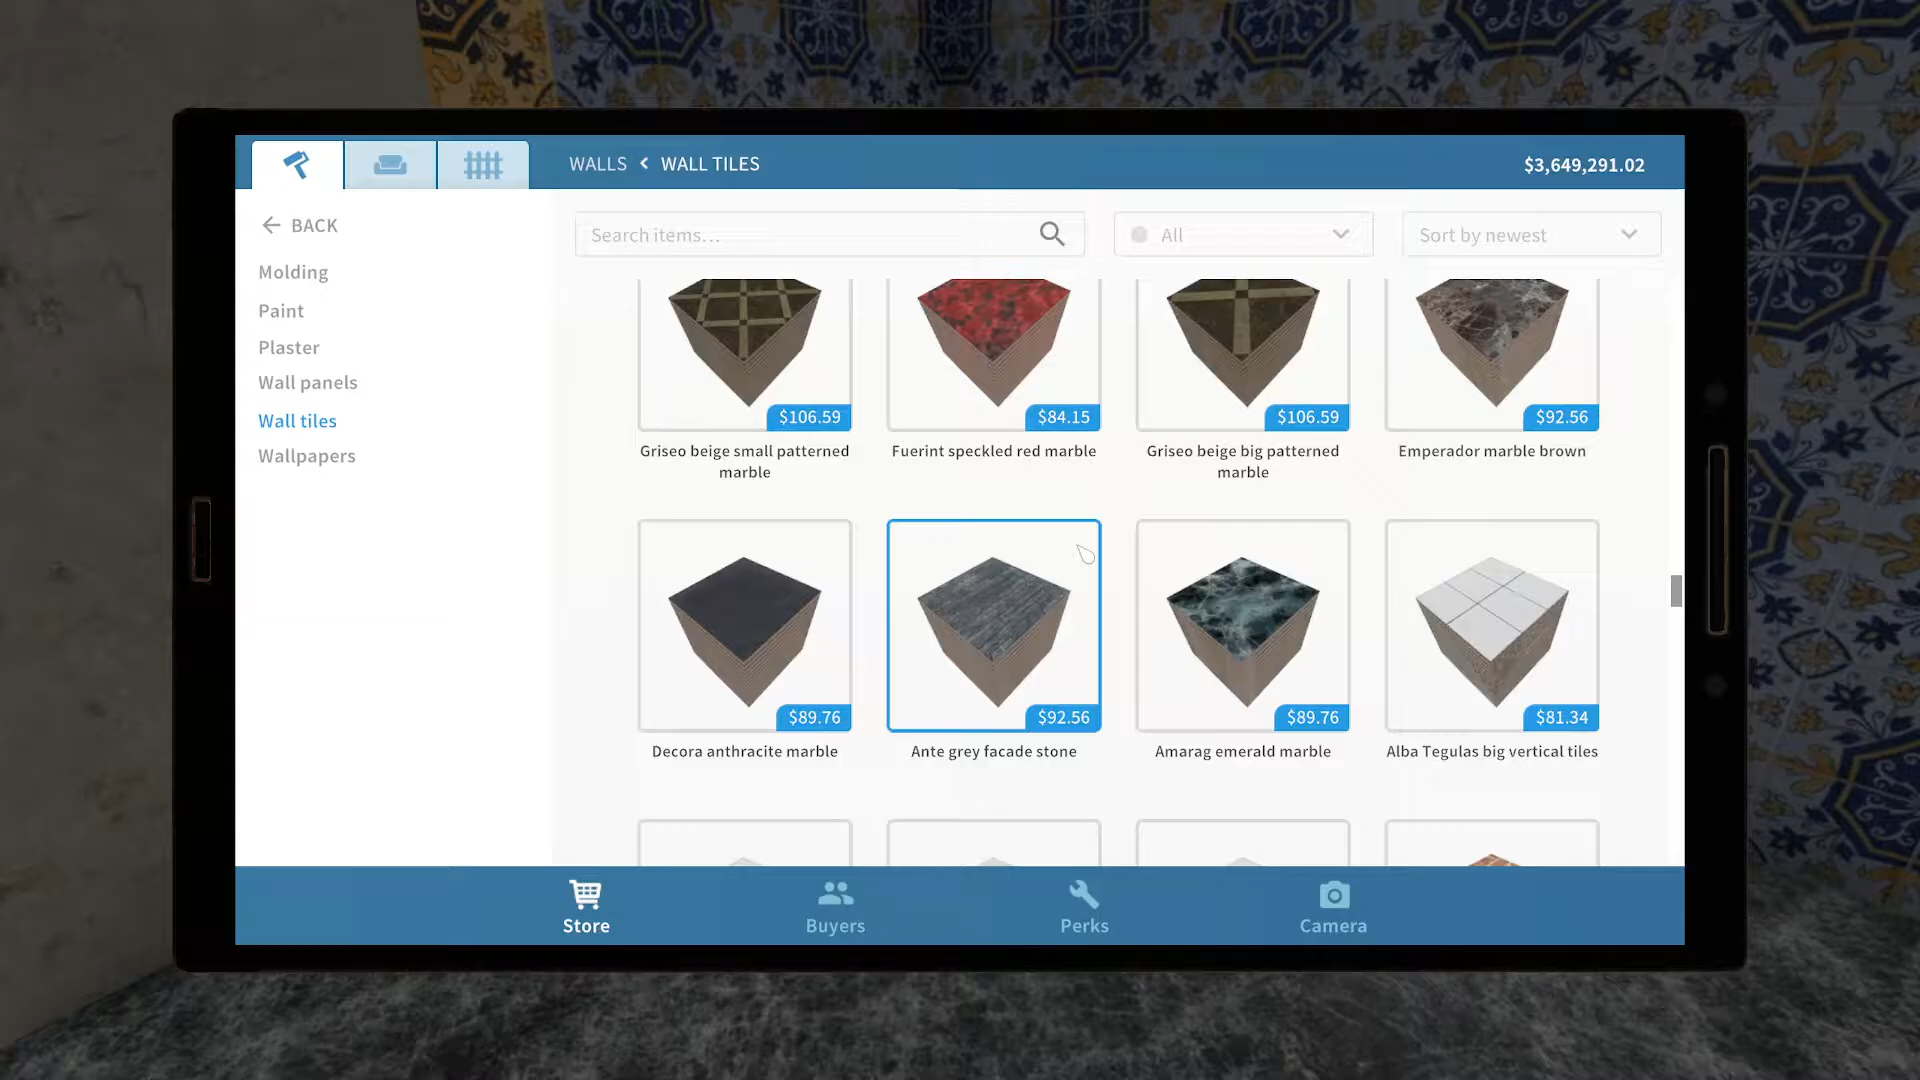 WALLS < WALL TILES
$3,649,291.02
BACK
Molding
Paint
Plaster
Wall panels
Wall tiles
Wallpapers
Search items...
All
Sort by newest
$106.59
$84.15
$106.59
$92.56
Griseo beige small patterned
marble
Fuerint speckled red marble
Griseo beige big patterned
marble
Emperador marble brown
$89.76
$92.56
$89.76
$81.34
Decora anthracite marble
Ante grey facade stone
Amarag emerald marble
Alba Tegulas big vertical tiles
Store
Buyers
Perks
Camera